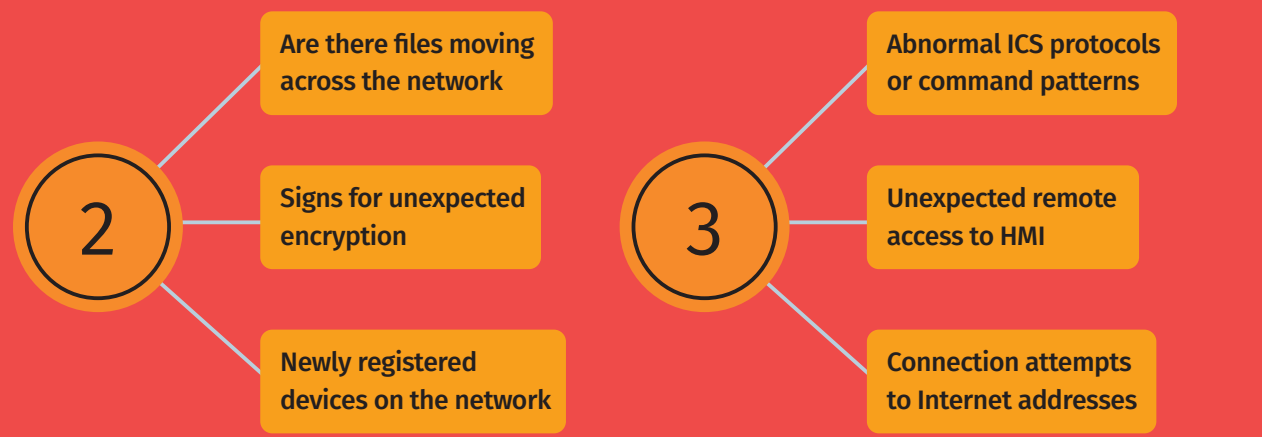 2
Are there files moving
across the network
Signs for unexpected
encryption
Newly registered
devices on the network
3
Abnormal ICS protocols
or command patterns
Unexpected remote
access to HMI
Connection attempts
to Internet addresses